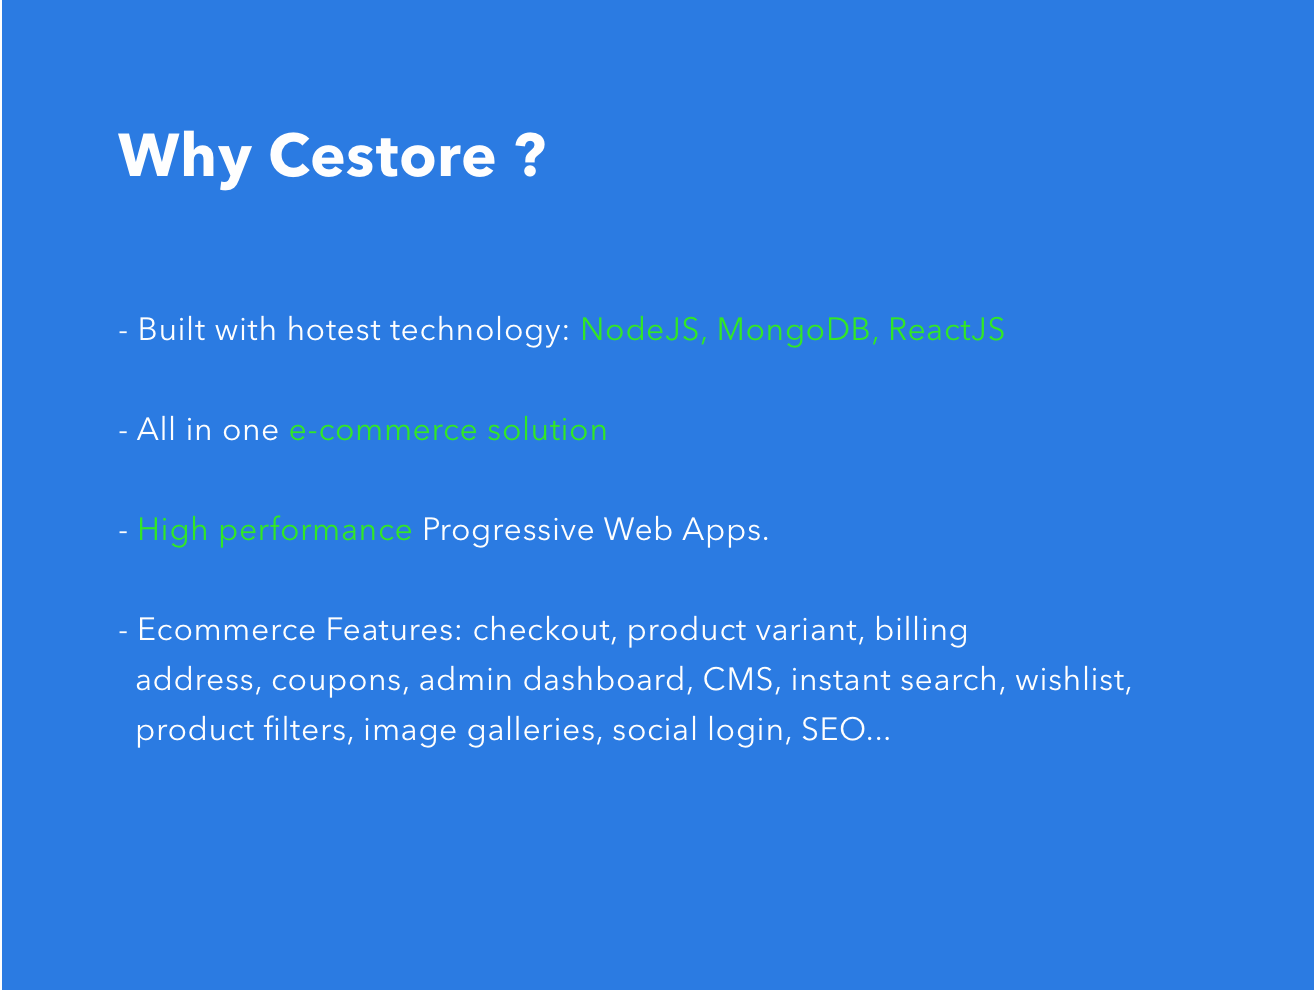 Why Cestore ?
- Built with hotest technology: NodeJS, MongoDB, ReactJS
- All in one e-commerce solution
- High performance Progressive Web Apps.
- Ecommerce Features: checkout, product variant, billing
address, coupons, admin dashboard, CMS, instant search, wishlist,
product filters, image galleries, social login, SEO...